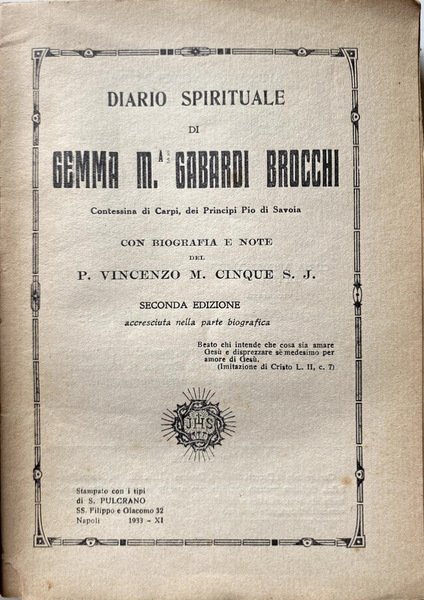 DIARIO SPIRITUALE
DI
GEMMA M.A GABARDI BROCCHI
Contessina di Carpi, dei Principi Pio di Savoia
CON BIOGRAFIA E NOTE
DEL
P. VINCENZO M. CINQUE S. J.
SECONDA EDIZIONE
accresciuta nella parte biografica
Beato chi intende che cosa sia amare
Gesù e disprezzare sè medesimo per
amore di Gesù.
(Imitazione di Cristo L. II, c. 7)
JHS
Stampato con i tipi
di S. PULCRANO
SS. Filippo e Giacomo 32
Napoli 1933 - XI